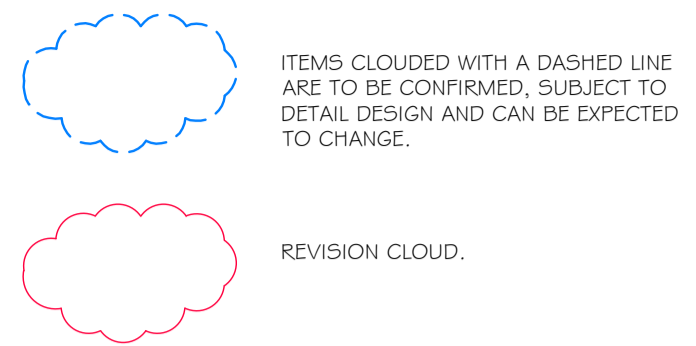 ITEMS CLOUDED WITH A DASHED LINE
ARE TO BE CONFIRMED, SUBJECT TO
DETAIL DESIGN AND CAN BE EXPECTED
TO CHANGE.
REVISION CLOUD.